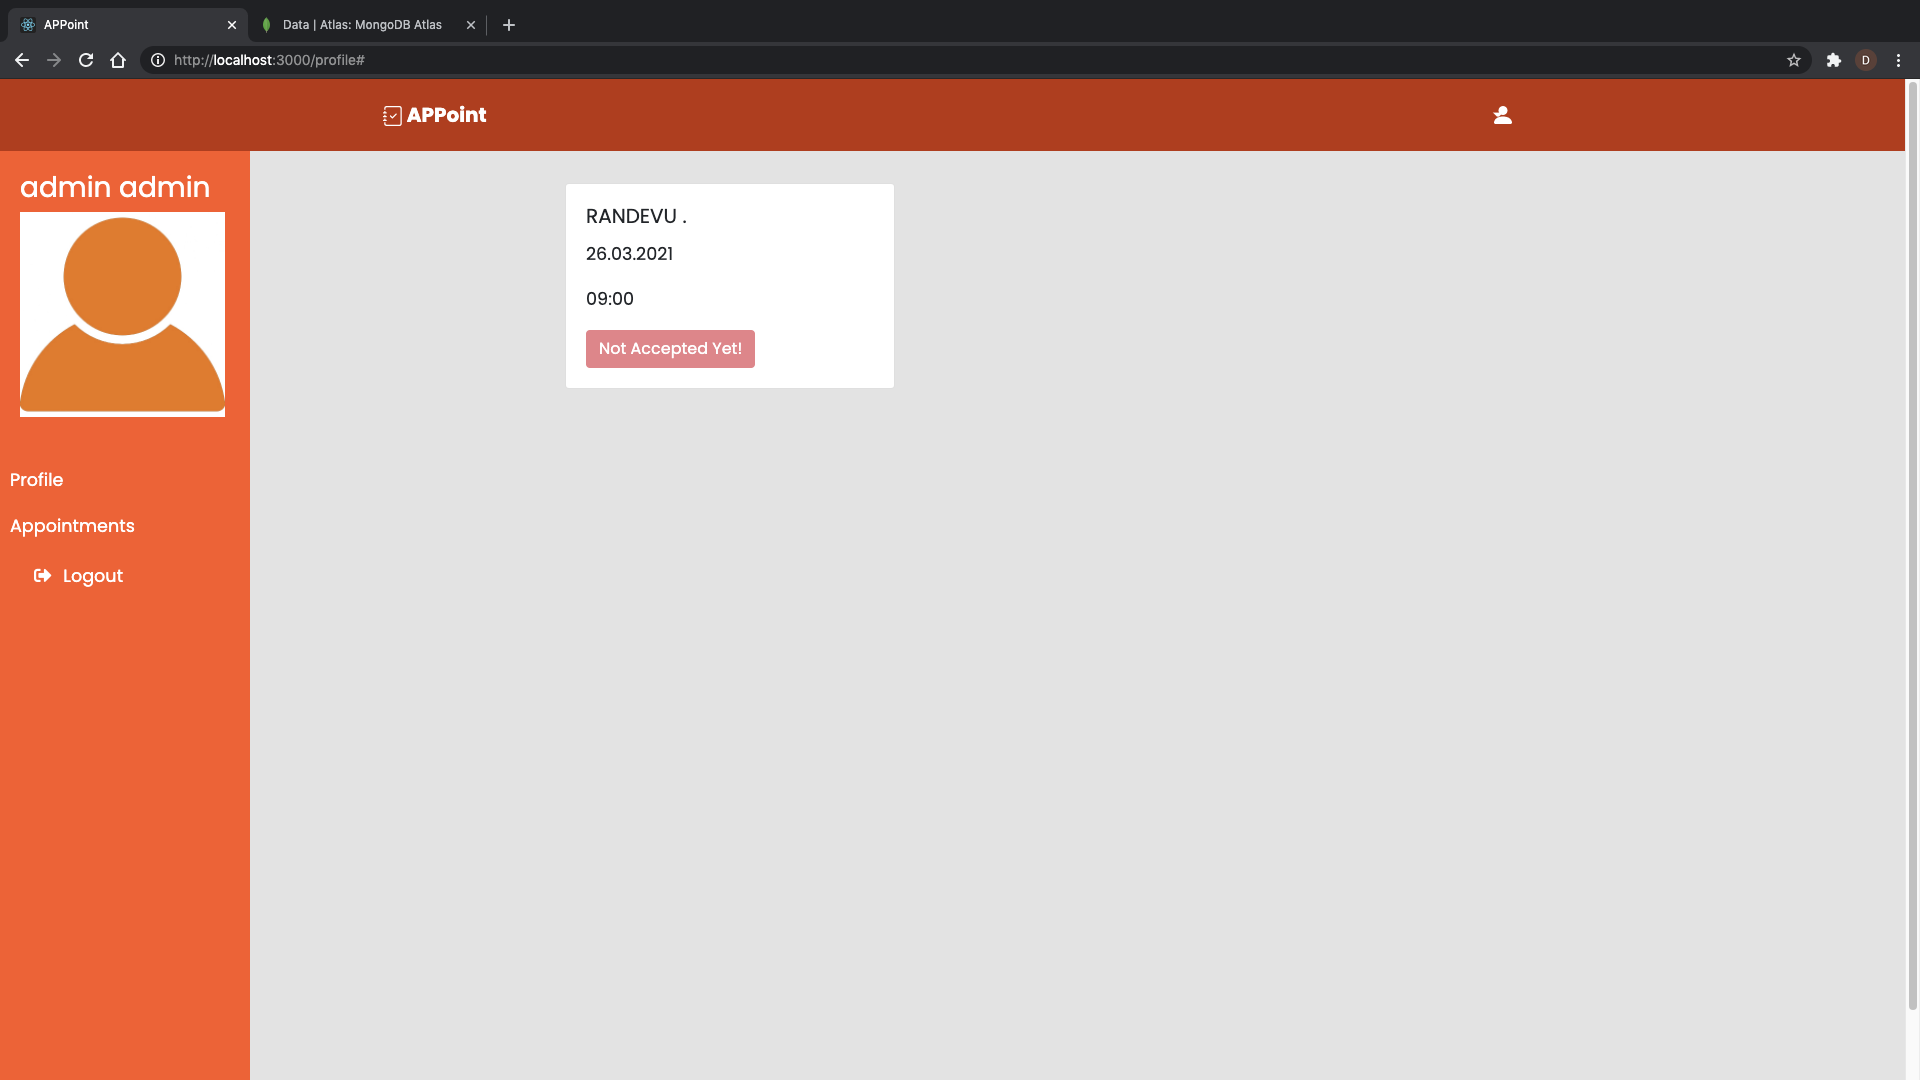 APPoint
Data | Atlas: MongoDB Atlas
http://localhost:3000/profile#
D
APPoint
admin admin
RANDEVU .
26.03.2021
09:00
Not Accepted Yet!
Profile
Appointments
Logout